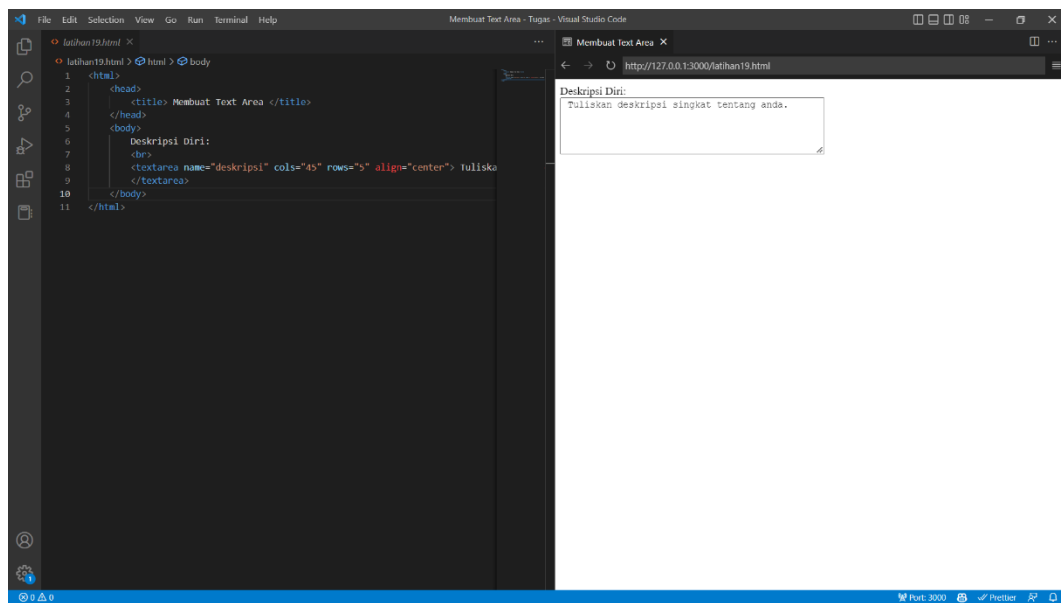 File Edit Selection View Go Run Terminal Help
Membuat Text Area - Tugas - Visual Studio Code
latihan19.html
latihan19.html > html > body
1 <html>
2 <head>
3 <title> Membuat Text Area </title>
4 </head>
5 <body>
6 Deskripsi Diri:
7 <br>
8 <textarea name="deskripsi" cols="45" rows="5" align="center"> Tuliska
9 </textarea>
10 </body>
11 </html>
Membuat Text Area
http://127.0.0.1:3000/latihan19.html
Deskripsi Diri:
Tuliskan deskripsi singkat tentang anda.
1
0 0
Port: 3000 Prettier